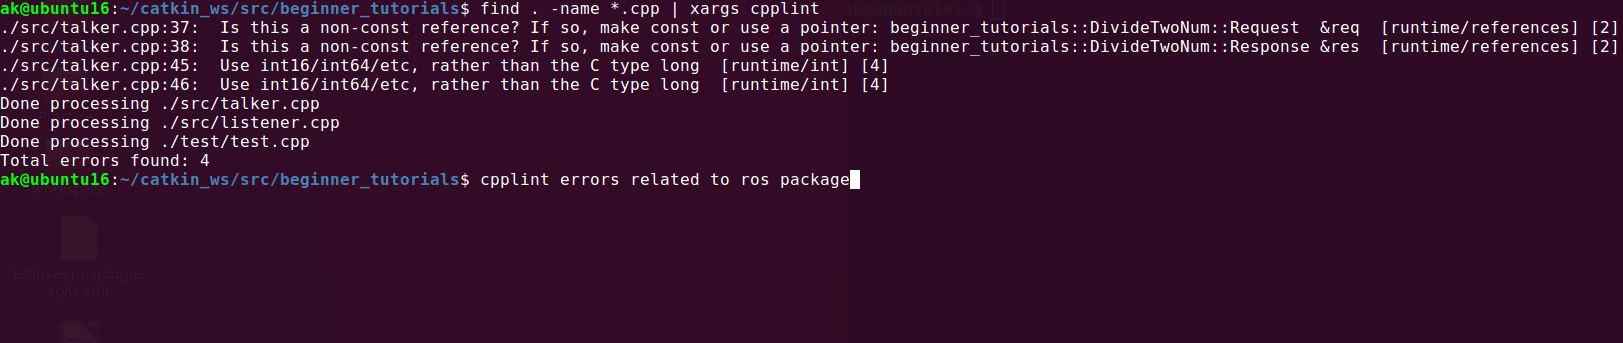 ak@ubuntu16:~/catkin_ws/src/beginner_tutorials$ find . -name *.cpp | xargs cpplint
./src/talker.cpp:37:  Is this a non-const reference? If so, make const or use a pointer: beginner_tutorials::DivideTwoNum::Request  &req  [runtime/references] [2]
./src/talker.cpp:38:  Is this a non-const reference? If so, make const or use a pointer: beginner_tutorials::DivideTwoNum::Response &res  [runtime/references] [2]
./src/talker.cpp:45:  Use int16/int64/etc, rather than the C type long  [runtime/int] [4]
./src/talker.cpp:46:  Use int16/int64/etc, rather than the C type long  [runtime/int] [4]
Done processing ./src/talker.cpp
Done processing ./src/listener.cpp
Done processing ./test/test.cpp
Total errors found: 4
ak@ubuntu16:~/catkin_ws/src/beginner_tutorials$ cpplint errors related to ros package
ak@ubuntu16:~$
workspace
eclipse-cpp-google-
style.xml